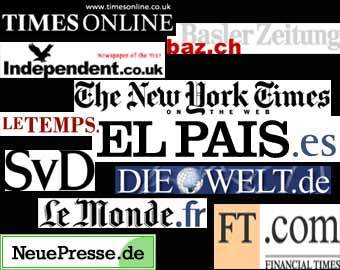 www.timesonline.co.uk
TIMES ONLINE
Basler Zeitung
baz.ch
Newspaper of the Year
Independent.co.uk
The New York Times
ON THE WEB
LE TEMPS.
EL PAIS.es
SvD
DIE WELT.de
Le Monde.fr
FT.com
FINANCIAL TIMES
NeuePresse.de